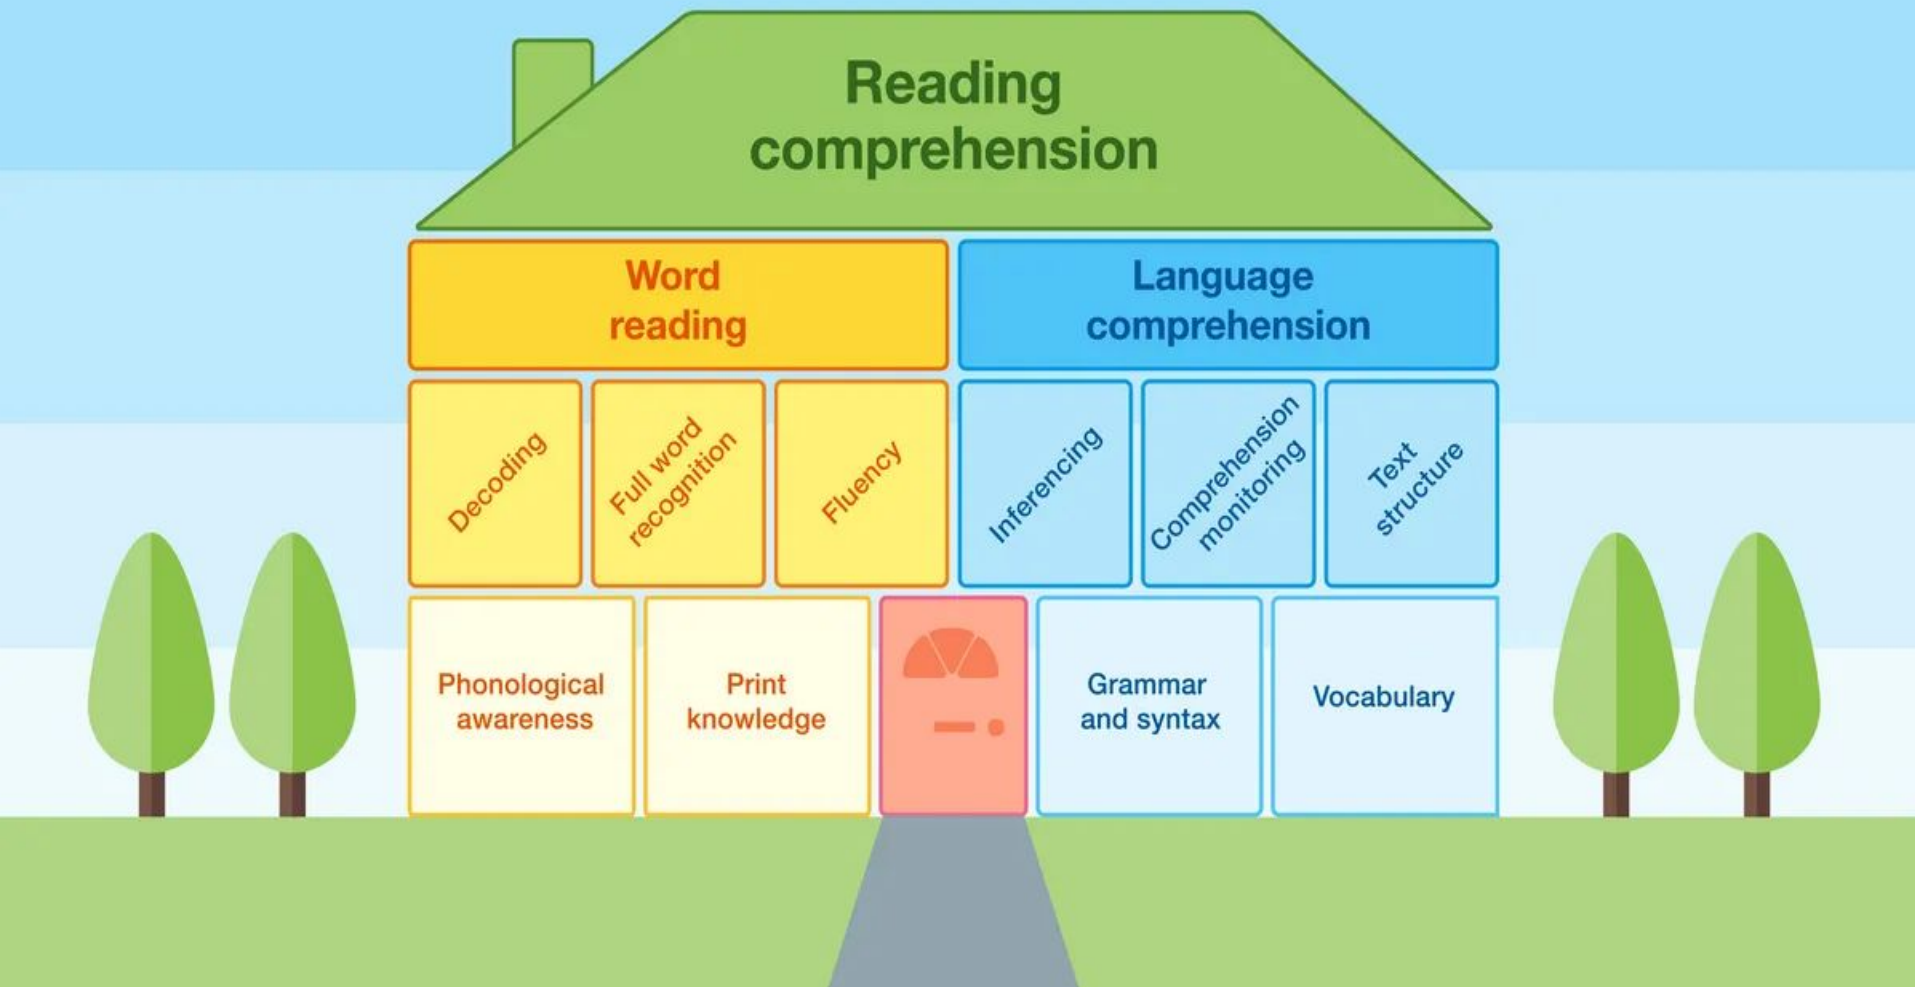 Reading
comprehension
Word
reading
Language
comprehension
Decoding
Full word
recognition
Fluency
Inferencing
Comprehension
monitoring
Text
structure
Phonological
awareness
Print
knowledge
Grammar
and syntax
Vocabulary